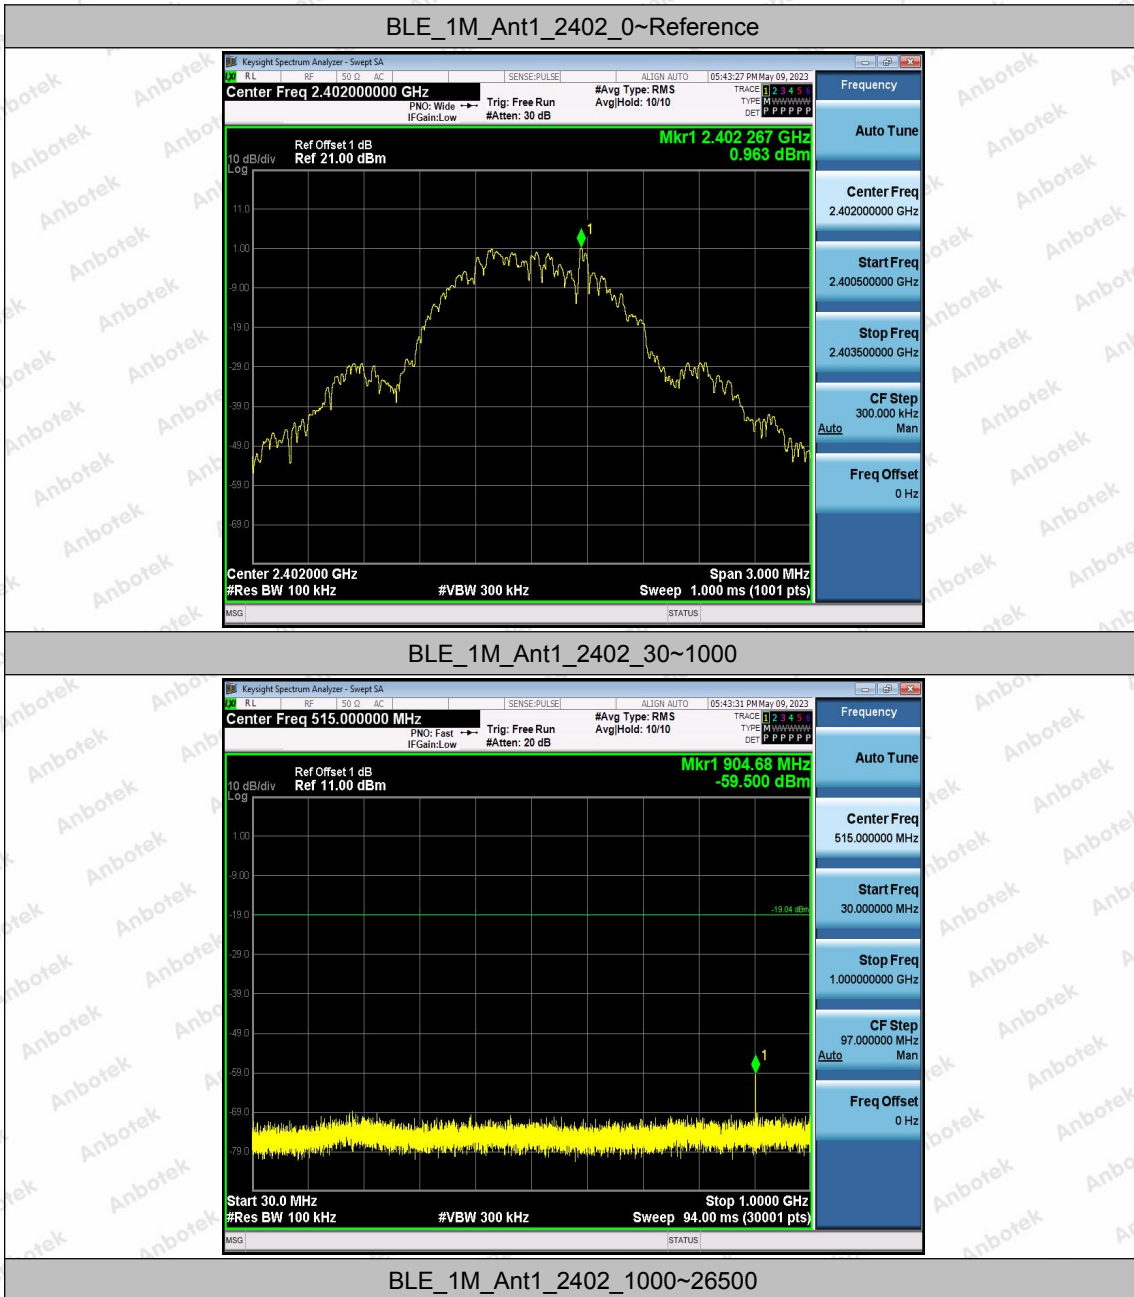 BLE_1M_Ant1_2402_0~Reference
Keysight Spectrum Analyzer - Swept SA
LXI RL RF 50 Ω AC SENSE:PULSE ALIGN AUTO 05:43:27 PM May 09, 2023
Center Freq 2.402000000 GHz
PNO: Wide
IFGain:Low
Trig: Free Run
#Atten: 30 dB
#Avg Type: RMS
Avg|Hold: 10/10
TRACE 1 2 3 4 5 6
TYPE M WWWWW
DET P P P P P P
Frequency
Mkr1 2.402 267 GHz
0.963 dBm
Ref Offset 1 dB
10 dB/div Ref 21.00 dBm
Log
11.0
1.00
-9.00
-19.0
-29.0
-39.0
-49.0
-59.0
-69.0
1
Center 2.402000 GHz Span 3.000 MHz
#Res BW 100 kHz #VBW 300 kHz Sweep 1.000 ms (1001 pts)
MSG STATUS
Auto Tune
Center Freq
2.402000000 GHz
Start Freq
2.400500000 GHz
Stop Freq
2.403500000 GHz
CF Step
300.000 kHz
Auto Man
Freq Offset
0 Hz
BLE_1M_Ant1_2402_30~1000
Keysight Spectrum Analyzer - Swept SA
LXI RL RF 50 Ω AC SENSE:PULSE ALIGN AUTO 05:43:31 PM May 09, 2023
Center Freq 515.000000 MHz
PNO: Fast
IFGain:Low
Trig: Free Run
#Atten: 20 dB
#Avg Type: RMS
Avg|Hold: 10/10
TRACE 1 2 3 4 5 6
TYPE M WWWWW
DET P P P P P P
Frequency
Mkr1 904.68 MHz
-59.500 dBm
Ref Offset 1 dB
10 dB/div Ref 11.00 dBm
Log
1.00
-9.00
-19.0
-29.0
-39.0
-49.0
-59.0
-69.0
-79.0
-19.04 dBm
1
Start 30.0 MHz Stop 1.0000 GHz
#Res BW 100 kHz #VBW 300 kHz Sweep 94.00 ms (30001 pts)
MSG STATUS
Auto Tune
Center Freq
515.000000 MHz
Start Freq
30.000000 MHz
Stop Freq
1.000000000 GHz
CF Step
97.000000 MHz
Auto Man
Freq Offset
0 Hz
BLE_1M_Ant1_2402_1000~26500
Anbotek